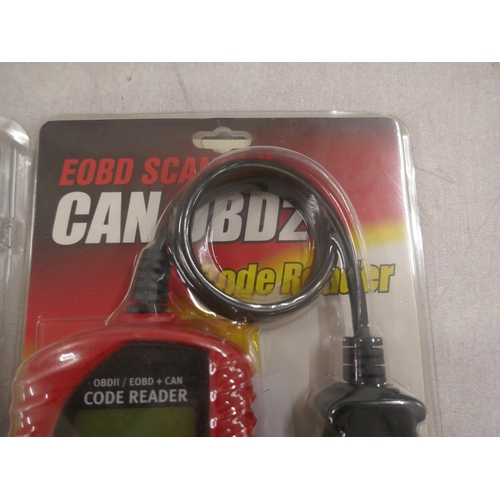 EOBD SCAN
CAN OBD2
Code Reader
OBDII / EOBD + CAN
CODE READER